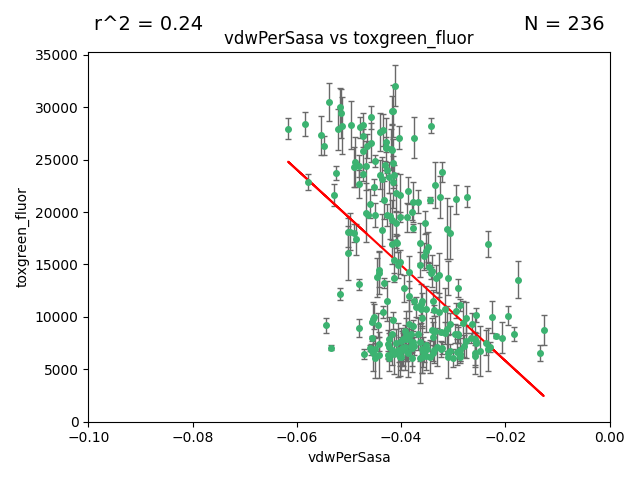 r^2 = 0.24
N = 236
vdwPerSasa vs toxgreen_fluor
35000
30000
25000
20000
15000
10000
5000
0
toxgreen_fluor
−0.10
−0.08
−0.06
−0.04
−0.02
0.00
vdwPerSasa